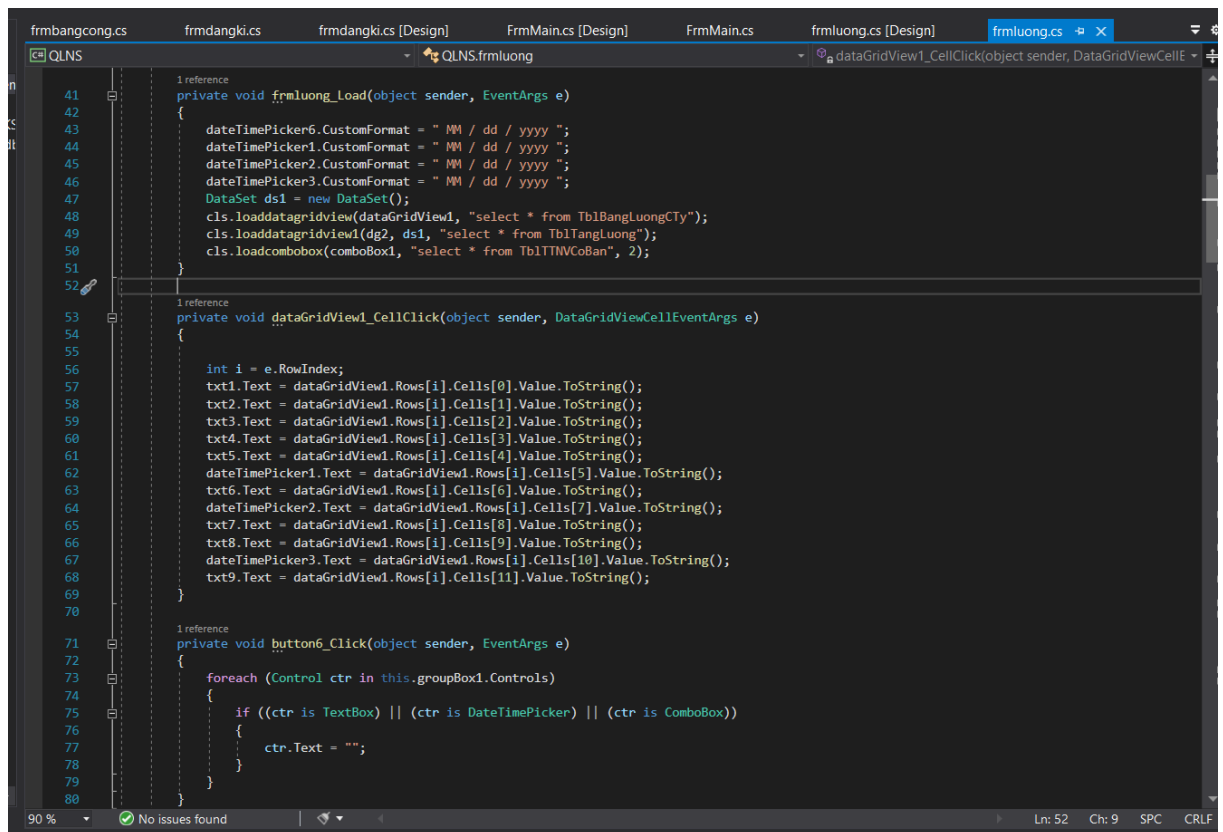 frmbangcong.cs frmdangki.cs frmdangki.cs [Design] FrmMain.cs [Design] FrmMain.cs frmluong.cs [Design] frmluong.cs
C# QLNS QLNS.frmluong dataGridView1_CellClick(object sender, DataGridViewCellE
1 reference
41 private void frmluong_Load(object sender, EventArgs e)
42 {
43 dateTimePicker6.CustomFormat = " MM / dd / yyyy ";
44 dateTimePicker1.CustomFormat = " MM / dd / yyyy ";
45 dateTimePicker2.CustomFormat = " MM / dd / yyyy ";
46 dateTimePicker3.CustomFormat = " MM / dd / yyyy ";
47 DataSet ds1 = new DataSet();
48 cls.loaddatagridview(dataGridView1, "select * from TblBangLuongCTy");
49 cls.loaddatagridview1(dg2, ds1, "select * from TblTangLuong");
50 cls.loadcombobox(comboBox1, "select * from TblTTNVCoBan", 2);
51 }
52
1 reference
53 private void dataGridView1_CellClick(object sender, DataGridViewCellEventArgs e)
54 {
55
56 int i = e.RowIndex;
57 txt1.Text = dataGridView1.Rows[i].Cells[0].Value.ToString();
58 txt2.Text = dataGridView1.Rows[i].Cells[1].Value.ToString();
59 txt3.Text = dataGridView1.Rows[i].Cells[2].Value.ToString();
60 txt4.Text = dataGridView1.Rows[i].Cells[3].Value.ToString();
61 txt5.Text = dataGridView1.Rows[i].Cells[4].Value.ToString();
62 dateTimePicker1.Text = dataGridView1.Rows[i].Cells[5].Value.ToString();
63 txt6.Text = dataGridView1.Rows[i].Cells[6].Value.ToString();
64 dateTimePicker2.Text = dataGridView1.Rows[i].Cells[7].Value.ToString();
65 txt7.Text = dataGridView1.Rows[i].Cells[8].Value.ToString();
66 txt8.Text = dataGridView1.Rows[i].Cells[9].Value.ToString();
67 dateTimePicker3.Text = dataGridView1.Rows[i].Cells[10].Value.ToString();
68 txt9.Text = dataGridView1.Rows[i].Cells[11].Value.ToString();
69 }
70
1 reference
71 private void button6_Click(object sender, EventArgs e)
72 {
73 foreach (Control ctr in this.groupBox1.Controls)
74 {
75 if ((ctr is TextBox) || (ctr is DateTimePicker) || (ctr is ComboBox))
76 {
77 ctr.Text = "";
78 }
79 }
80 }
90 % No issues found Ln: 52 Ch: 9 SPC CRLF